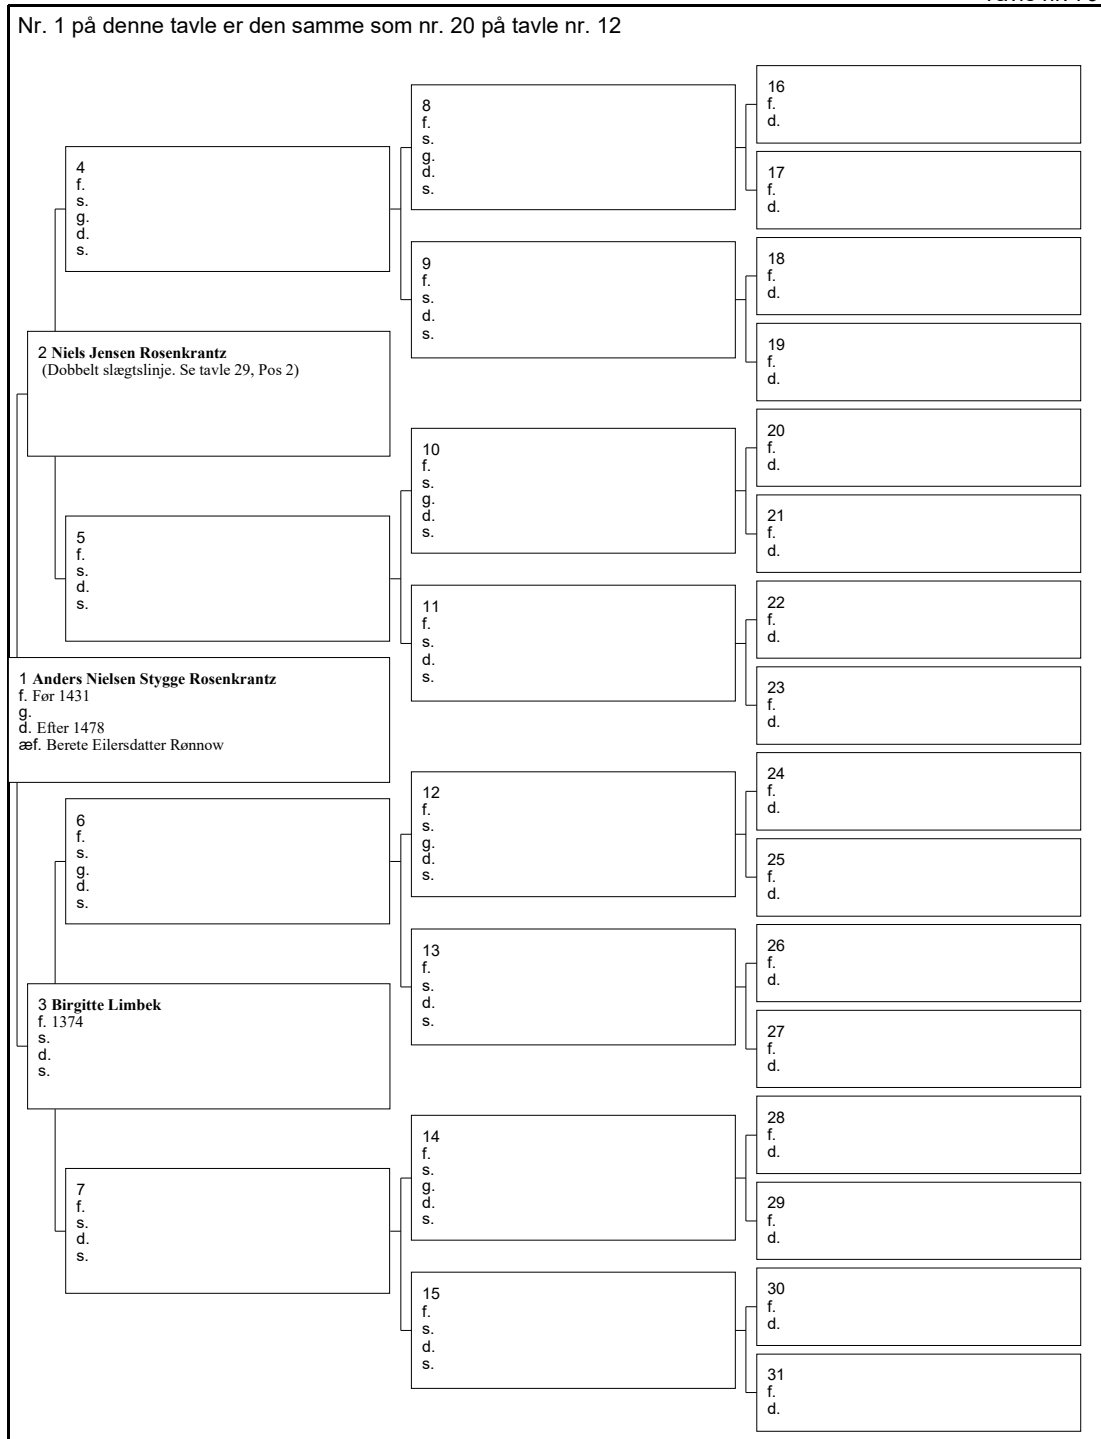 Nr. 1 på denne tavle er den samme som nr. 20 på tavle nr. 12
16
f.
d.
8
f.
s.
g.
d.
s.
17
f.
d.
4
f.
s.
g.
d.
s.
18
f.
d.
9
f.
s.
d.
s.
19
f.
d.
2 Niels Jensen Rosenkrantz
(Dobbelt slægtslinje. Se tavle 29, Pos 2)
20
f.
d.
10
f.
s.
g.
d.
s.
21
f.
d.
5
f.
s.
d.
s.
22
f.
d.
11
f.
s.
d.
s.
23
f.
d.
1 Anders Nielsen Stygge Rosenkrantz
f. Før 1431
g.
d. Efter 1478
æf. Berete Eilersdatter Rønnow
24
f.
d.
12
f.
s.
g.
d.
s.
25
f.
d.
6
f.
s.
g.
d.
s.
26
f.
d.
13
f.
s.
d.
s.
27
f.
d.
3 Birgitte Limbek
f. 1374
s.
d.
s.
28
f.
d.
14
f.
s.
g.
d.
s.
29
f.
d.
7
f.
s.
d.
s.
30
f.
d.
15
f.
s.
d.
s.
31
f.
d.